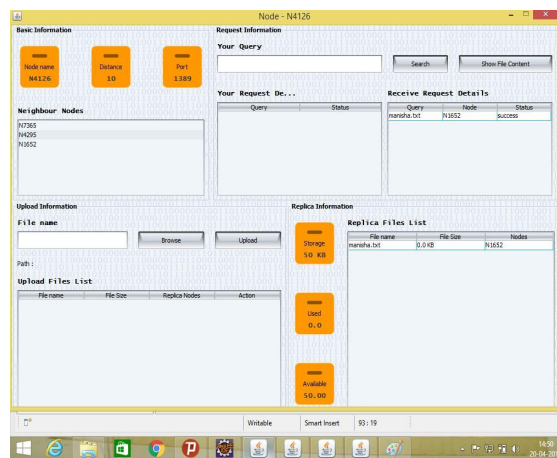 Node - N4126
Basic Information
Node name
N4126
Distance
10
Port
1389
Neighbour Nodes
N7365
N4295
N1652
Request Information
Your Query
Search
Show File Content
Your Request De...
Query Status
Receive Request Details
Query Node Status
manisha.txt N1652 success
Upload Information
File name
Browse
Upload
Path :
Upload Files List
File name File Size Replica Nodes Action
Replica Information
Storage
50 KB
Used
0.0
Available
50.00
Replica Files List
File name File Size Nodes
manisha.txt 0.0 KB N1652
Writable Smart Insert 93 : 19
14:50